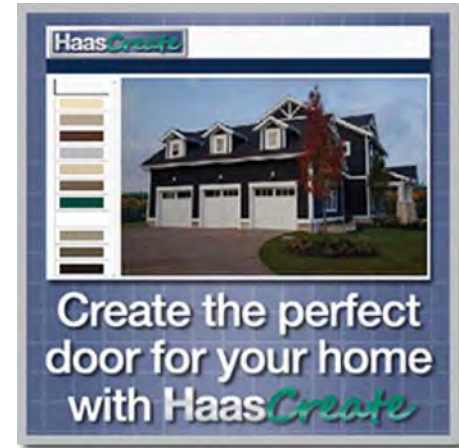 HaasCreate
Create the perfect
door for your home
with HaasCreate